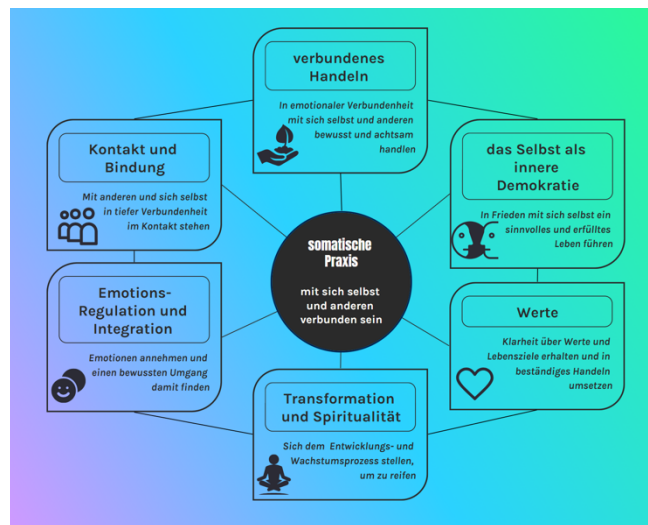 verbundenes
Handeln
In emotionaler Verbundenheit
mit sich selbst und anderen
bewusst und achtsam
handeln
Kontakt und
Bindung
Mit anderen und sich selbst
in tiefer Verbundenheit
im Kontakt stehen
das Selbst als
innere
Demokratie
In Frieden mit sich selbst ein
sinnvolles und erfülltes
Leben führen
somatische
Praxis
mit sich selbst
und anderen
verbunden sein
Emotions-
Regulation und
Integration
Emotionen annehmen und
einen bewussten Umgang
damit finden
Werte
Klarheit über Werte und
Lebensziele erhalten und in
beständiges Handeln
umsetzen
Transformation
und Spiritualität
Sich dem Entwicklungs- und
Wachstumsprozess stellen,
um zu reifen